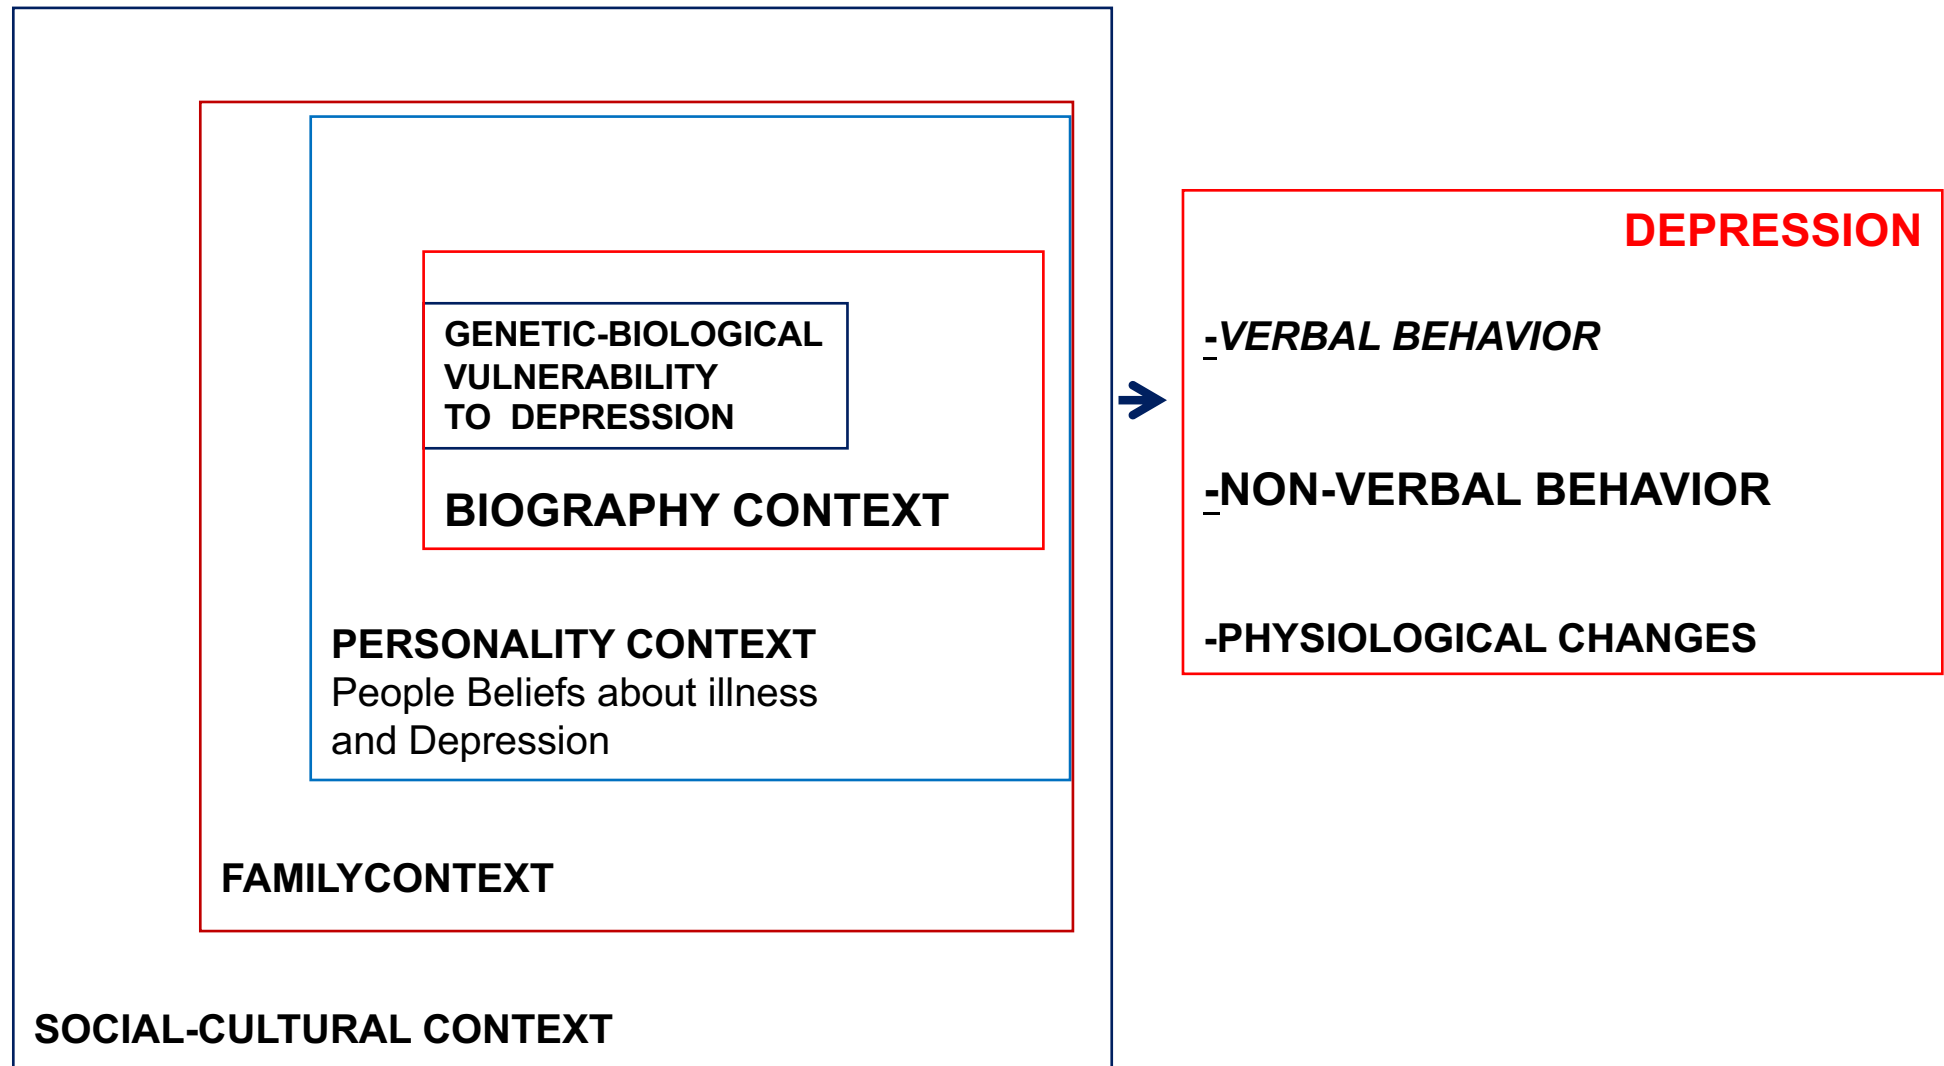 GENETIC-BIOLOGICAL
VULNERABILITY
TO DEPRESSION
BIOGRAPHY CONTEXT
PERSONALITY CONTEXT
People Beliefs about illness
and Depression
FAMILYCONTEXT
SOCIAL-CULTURAL CONTEXT
DEPRESSION
-VERBAL BEHAVIOR
-NON-VERBAL BEHAVIOR
-PHYSIOLOGICAL CHANGES